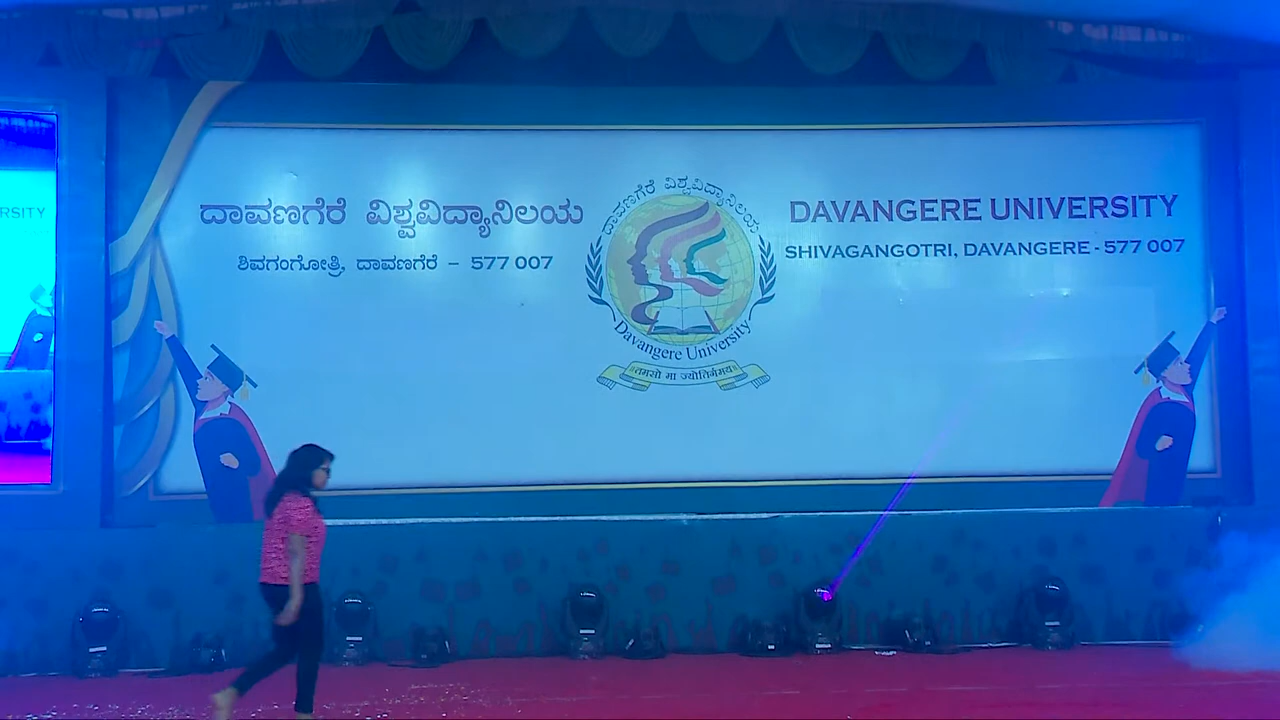 RSITY
ದಾವಣಗೆರೆ ವಿಶ್ವವಿದ್ಯಾನಿಲಯ
ಶಿವಗಂಗೋತ್ರಿ, ದಾವಣಗೆರೆ – 577 007
ದಾವಣಗೆರೆ ವಿಶ್ವವಿದ್ಯಾನಿಲಯ
Davangere University
॥तमसो मा ज्योतिर्गमय॥
DAVANGERE UNIVERSITY
SHIVAGANGOTRI, DAVANGERE - 577 007